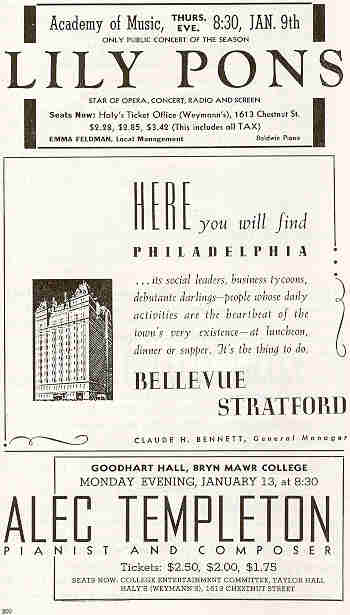 Academy of Music, THURS. EVE. 8:30, JAN. 9th
ONLY PUBLIC CONCERT OF THE SEASON
LILY PONS
STAR OF OPERA, CONCERT, RADIO AND SCREEN
Seats Now: Haly's Ticket Office (Weymann's), 1613 Chestnut St.
$2.28, $2.85, $3.42 (This includes all TAX)
EMMA FELDMAN, Local Management Baldwin Piano
HERE you will find
PHILADELPHIA
...its social leaders, business tycoons,
debutante darlings—people whose daily
activities are the heartbeat of the
town's very existence—at luncheon,
dinner or supper. It's the thing to do.
BELLEVUE
STRATFORD
CLAUDE H. BENNETT, General Manager
GOODHART HALL, BRYN MAWR COLLEGE
MONDAY EVENING, JANUARY 13, at 8:30
ALEC TEMPLETON
PIANIST AND COMPOSER
Tickets: $2.50, $2.00, $1.75
SEATS NOW: COLLEGE ENTERTAINMENT COMMITTEE, TAYLOR HALL
HALY'S (WEYMANN'S), 1613 CHESTNUT STREET